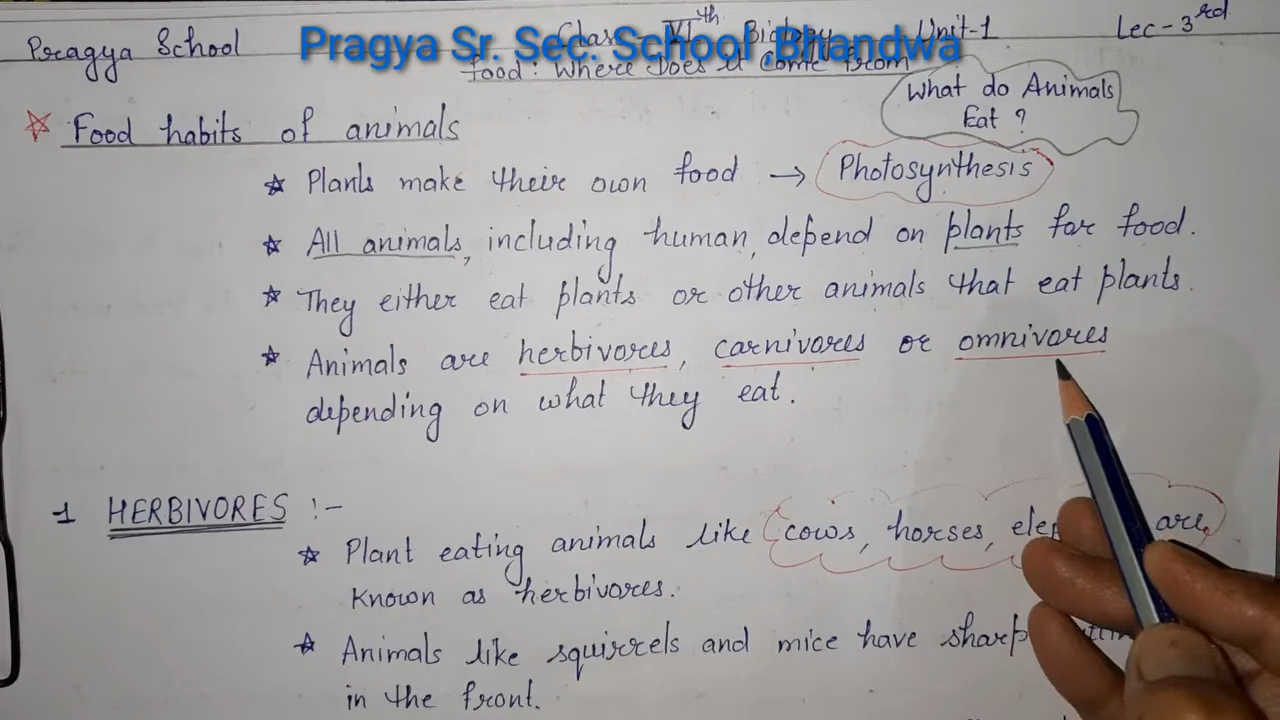 Pragya School Class - VIth Biology Unit-1 Lec-3rd
Pragya Sr. Sec. School, Bhandwa
Food: Where Does it Come From
What do Animals
Eat ?
Food habits of animals
Plants make their own food → Photosynthesis
All animals, including human, depend on plants for food.
They either eat plants or other animals that eat plants.
Animals are herbivores, carnivores or omnivores
depending on what they eat.
1 HERBIVORES :-
Plant eating animals like cows, horses, are
known as herbivores.
Animals like squirrels and mice have sharp
in the front.